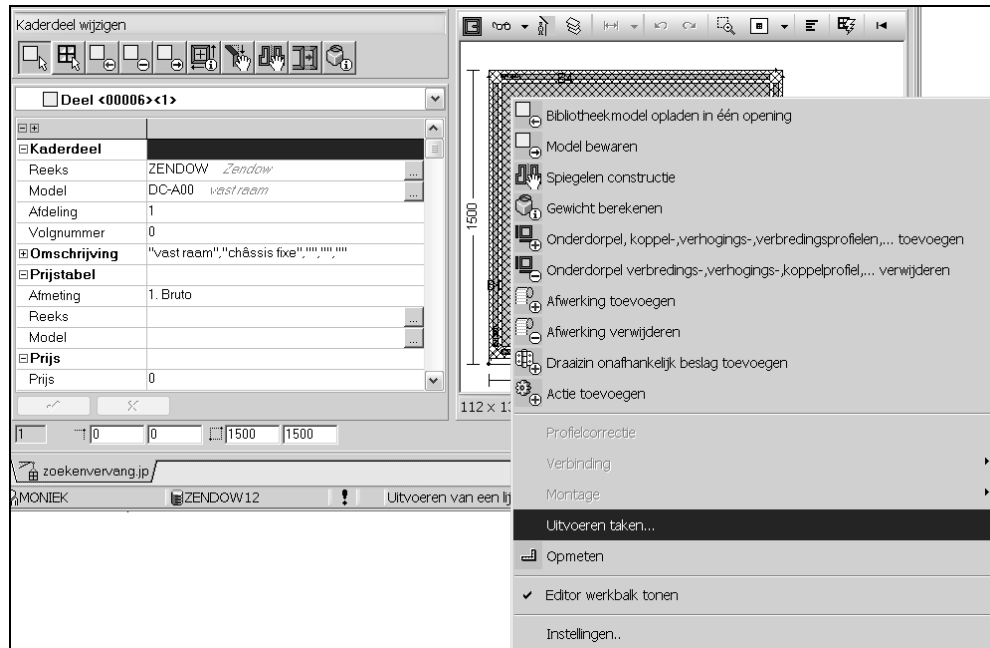 Kaderdeel wijzigen
Deel <00006><1>
Kaderdeel
Reeks ZENDOW Zendow ...
Model DC-A00 vast raam ...
Afdeling 1
Volgnummer 0
Omschrijving "vast raam","châssis fixe","","",""
Prijstabel
Afmeting 1. Bruto
Reeks ...
Model ...
Prijs
Prijs 0
1 0 0 1500 1500
zoekenvervang.jp
MONIEK ZENDOW12 ! Uitvoeren van een lij
1500
112 x 13
Bibliotheekmodel opladen in één opening
Model bewaren
Spiegelen constructie
Gewicht berekenen
Onderdorpel, koppel-,verhogings-,verbredingsprofielen,... toevoegen
Onderdorpel verbredings-,verhogings-,koppelprofiel,... verwijderen
Afwerking toevoegen
Afwerking verwijderen
Draaizin onafhankelijk beslag toevoegen
Actie toevoegen
Profielcorrectie
Verbinding
Montage
Uitvoeren taken...
Opmeten
Editor werkbalk tonen
Instellingen..